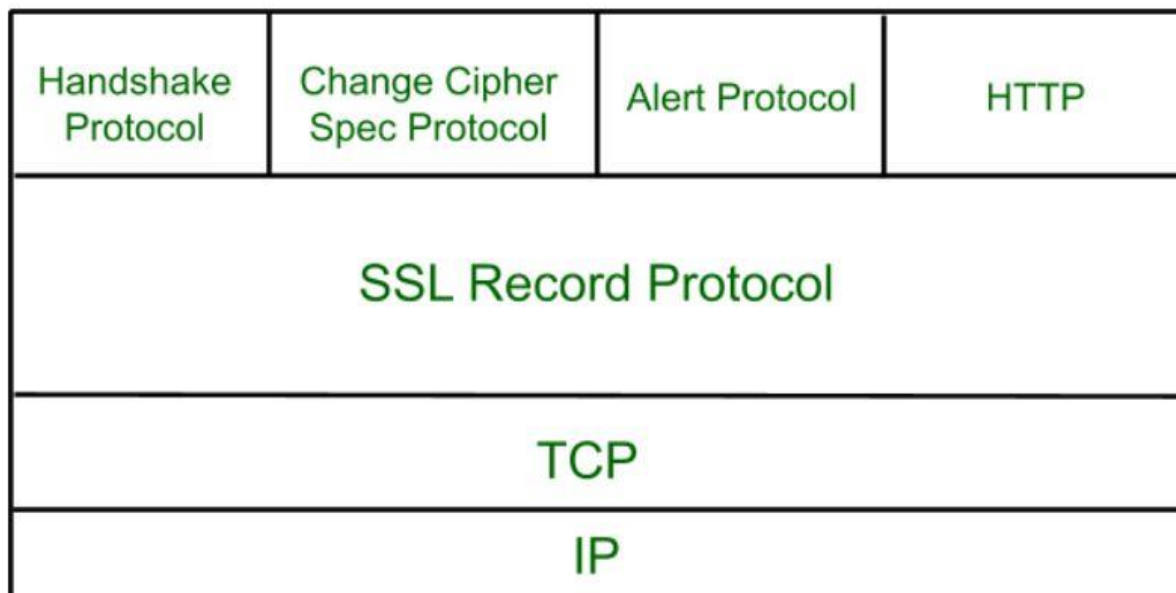 Handshake
Protocol
Change Cipher
Spec Protocol
Alert Protocol
HTTP
SSL Record Protocol
TCP
IP